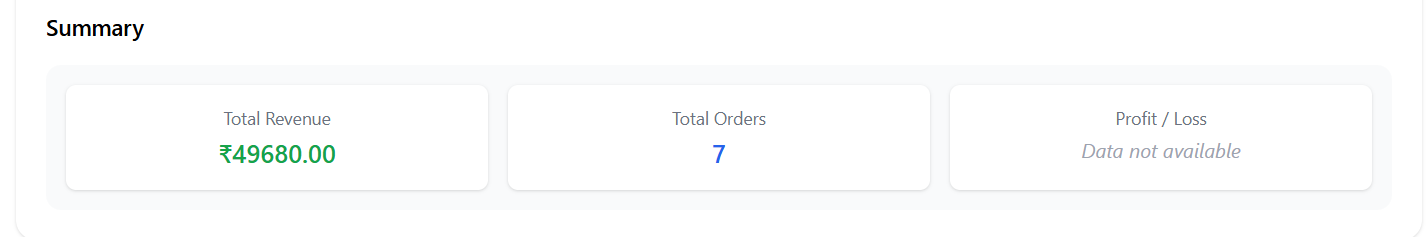 Summary
Total Revenue
₹49680.00
Total Orders
7
Profit / Loss
Data not available